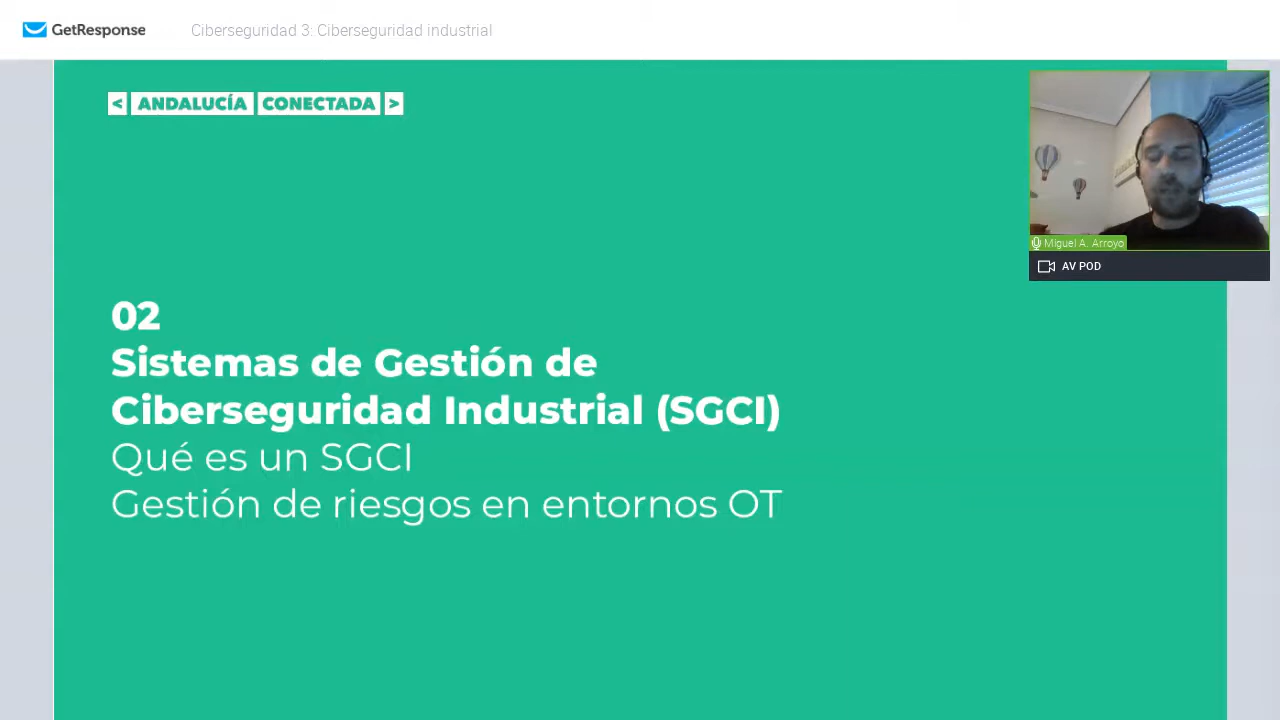 GetResponse
Ciberseguridad 3: Ciberseguridad industrial
< ANDALUCÍA CONECTADA >
Miguel A. Arroyo
AV POD
02
Sistemas de Gestión de
Ciberseguridad Industrial (SGCI)
Qué es un SGCI
Gestión de riesgos en entornos OT